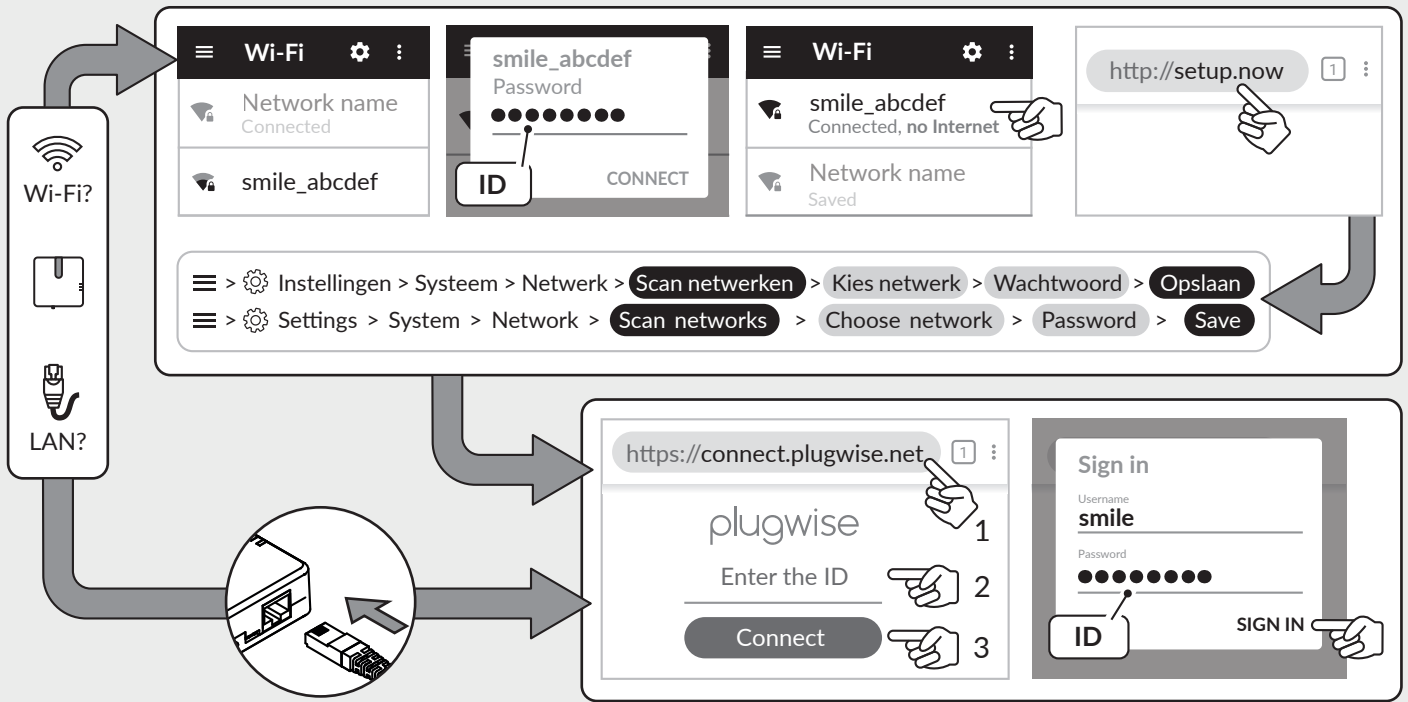 Wi-Fi?
LAN?
Wi-Fi
Network name
Connected
smile_abcdef
smile_abcdef
Password
●●●●●●●●
ID
CONNECT
Wi-Fi
smile_abcdef
Connected, no Internet
Network name
Saved
http://setup.now
1
> Instellingen > Systeem > Netwerk > Scan netwerken > Kies netwerk > Wachtwoord > Opslaan
> Settings > System > Network > Scan networks > Choose network > Password > Save
https://connect.plugwise.net
1
1
plugwise
Enter the ID
2
Connect
3
Sign in
Username
smile
Password
●●●●●●●●
ID
SIGN IN